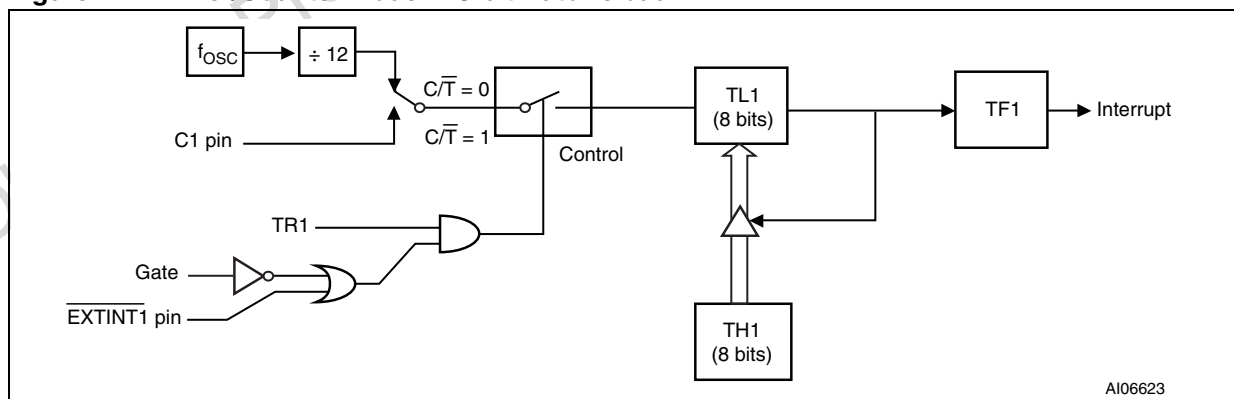 fOSC
÷ 12
C/T̅ = 0
C1 pin
C/T̅ = 1
Control
TL1
(8 bits)
TF1
Interrupt
TR1
Gate
E̅X̅T̅I̅N̅T̅1̅ pin
TH1
(8 bits)
AI06623